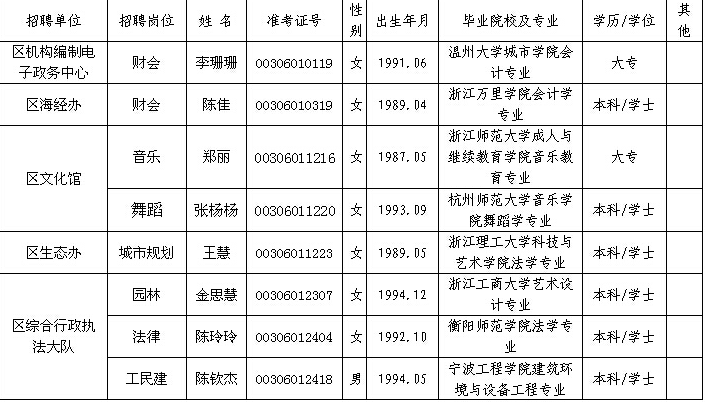 招聘单位 招聘岗位 姓 名 准考证号 性别 出生年月 毕业院校及专业 学历/学位 其他
区机构编制电子政务中心 财会 李珊珊 00306010119 女 1991.06 温州大学城市学院会计专业 大专
区海经办 财会 陈佳 00306010319 女 1989.04 浙江万里学院会计学专业 本科/学士
区文化馆 音乐 郑丽 00306011216 女 1987.05 浙江师范大学成人与继续教育学院音乐教育专业 大专
舞蹈 张杨杨 00306011220 女 1993.09 杭州师范大学音乐学院舞蹈学专业 本科/学士
区生态办 城市规划 王慧 00306011223 女 1989.05 浙江理工大学科技与艺术学院法学专业 本科/学士
区综合行政执法大队 园林 金思慧 00306012307 女 1994.12 浙江工商大学艺术设计专业 本科/学士
法律 陈玲玲 00306012404 女 1992.10 衡阳师范学院法学专业 本科/学士
工民建 陈钦杰 00306012418 男 1994.05 宁波工程学院建筑环境与设备工程专业 本科/学士